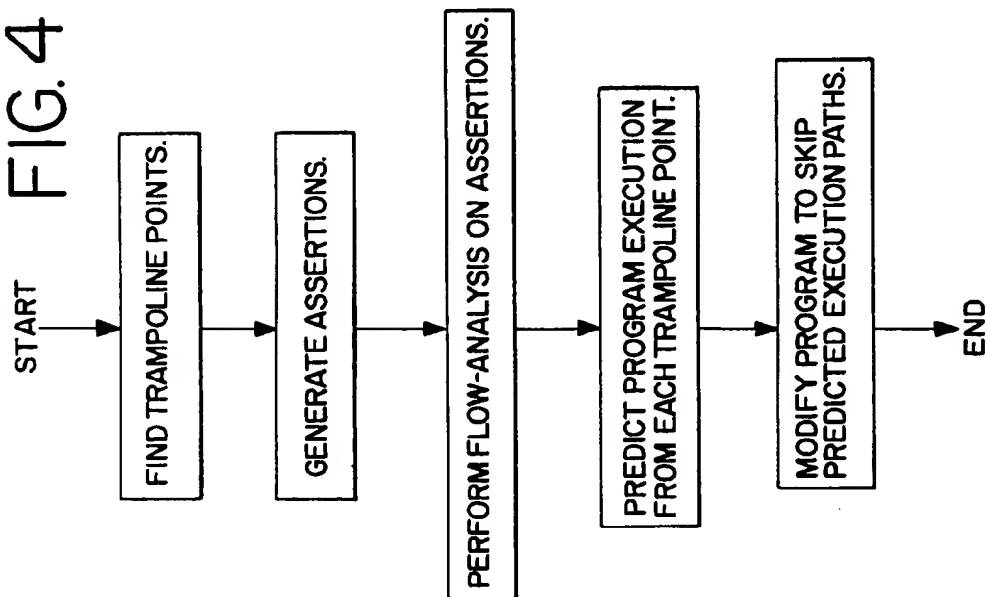 FIG. 4
START
FIND TRAMPOLINE POINTS.
GENERATE ASSERTIONS.
PERFORM FLOW-ANALYSIS ON ASSERTIONS.
PREDICT PROGRAM EXECUTION
FROM EACH TRAMPOLINE POINT.
MODIFY PROGRAM TO SKIP
PREDICTED EXECUTION PATHS.
END